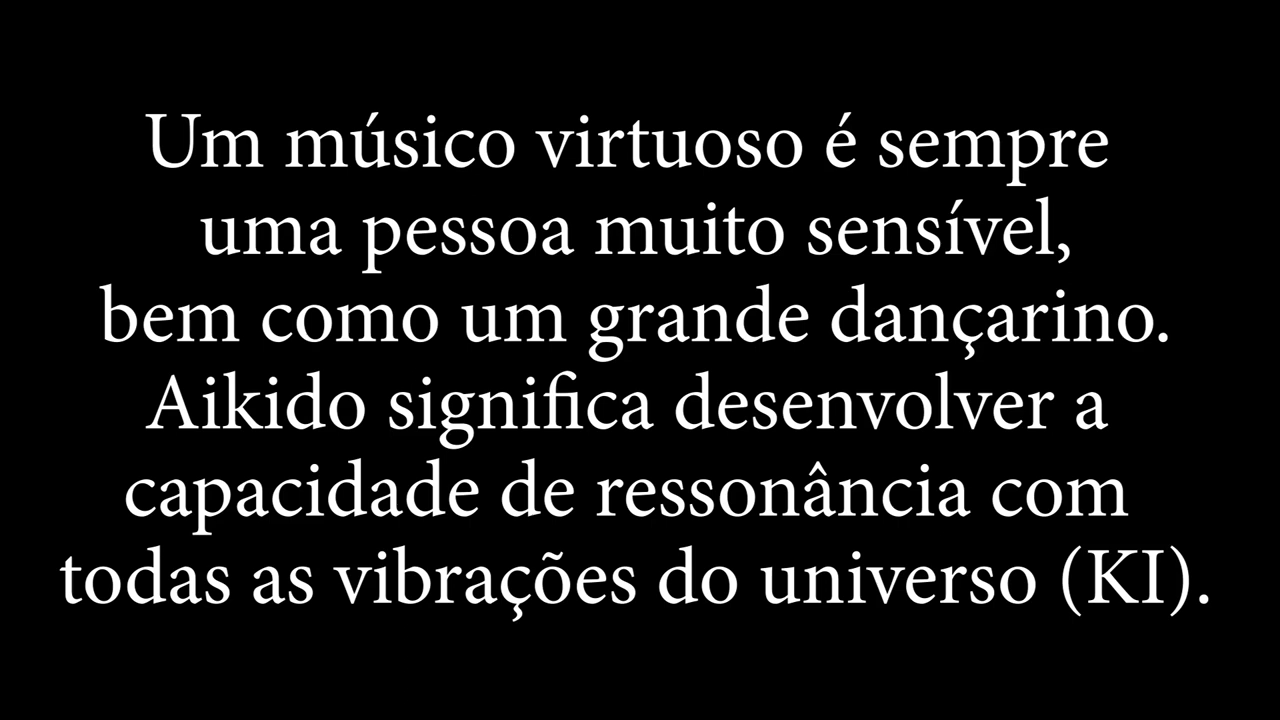 Um músico virtuoso é sempre
uma pessoa muito sensível,
bem como um grande dançarino.
Aikido significa desenvolver a
capacidade de ressonância com
todas as vibrações do universo (KI).